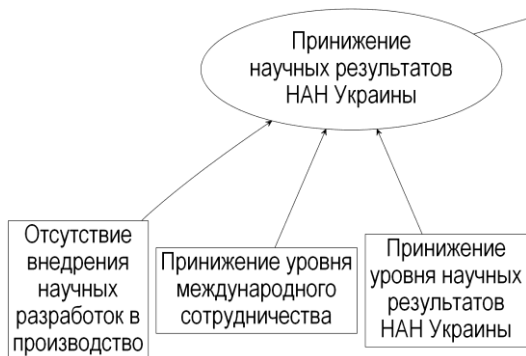 Принижение
научных результатов
НАН Украины
Отсутствие
внедрения
научных
разработок в
производство
Принижение уровня
международного
сотрудничества
Принижение
уровня научных
результатов
НАН Украины